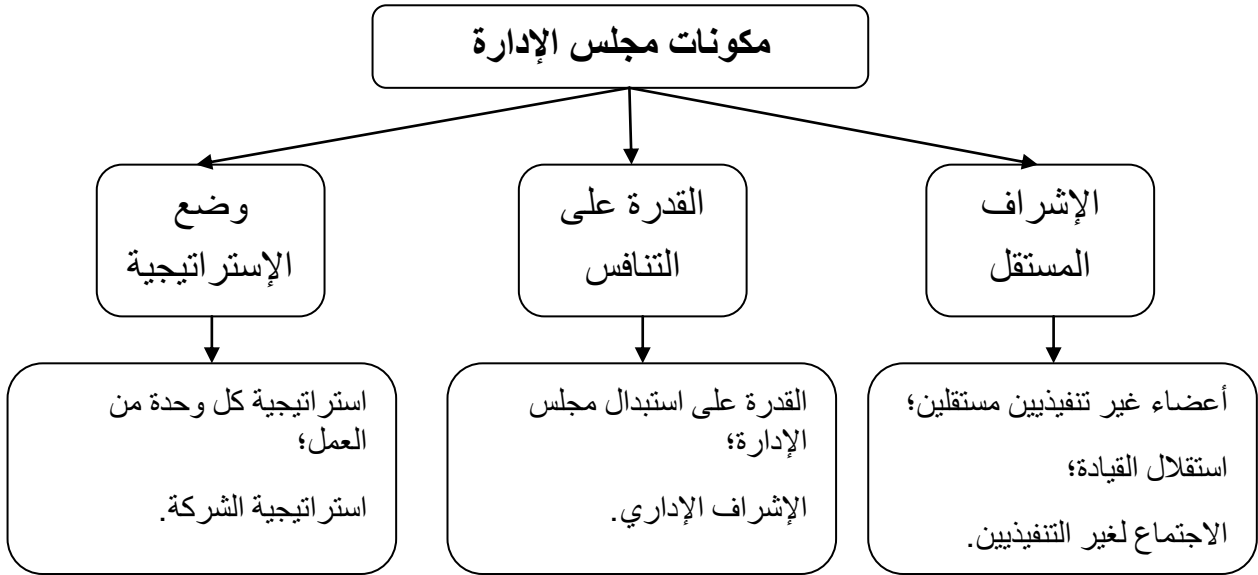 مكونات مجلس الإدارة
الإشراف
المستقل
القدرة على
التنافس
وضع
الإستراتيجية
أعضاء غير تنفيذيين مستقلين؛
استقلال القيادة؛
الاجتماع لغير التنفيذيين.
القدرة على استبدال مجلس
الإدارة؛
الإشراف الإداري.
استراتيجية كل وحدة من
العمل؛
استراتيجية الشركة.